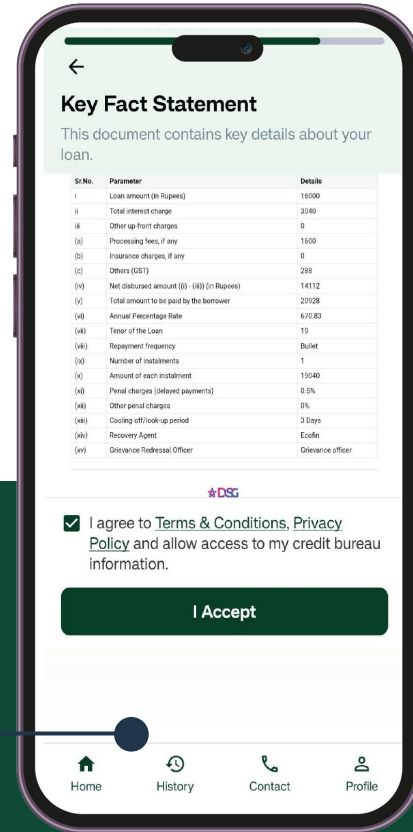 Key Fact Statement
This document contains key details about your
loan.
Sr.No. Parameter Details
i Loan amount (in Rupees) 16000
ii Total interest charge 3040
iii Other up-front charges 0
(a) Processing fees, if any 1600
(b) Insurance charges, if any 0
(c) Others (GST) 288
(iv) Net disbursed amount ((i) - (iii)) (in Rupees) 14112
(v) Total amount to be paid by the borrower 20928
(vi) Annual Percentage Rate 670.83
(vii) Tenor of the Loan 19
(viii) Repayment frequency Bullet
(ix) Number of instalments 1
(x) Amount of each instalment 19040
(xi) Penal charges (delayed payments) 0.5%
(xii) Other penal charges 0%
(xiii) Cooling off/look-up period 3 Days
(xiv) Recovery Agent Ecofin
(xv) Grievance Redressal Officer Grievance officer
DSG
I agree to Terms & Conditions, Privacy
Policy and allow access to my credit bureau
information.
I Accept
Home History Contact Profile